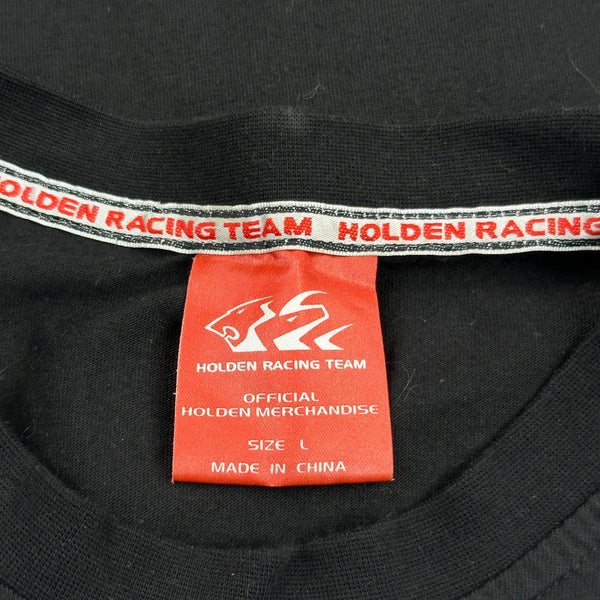 HOLDEN RACING TEAM HOLDEN RACING
HOLDEN RACING TEAM
OFFICIAL
HOLDEN MERCHANDISE
SIZE L
MADE IN CHINA